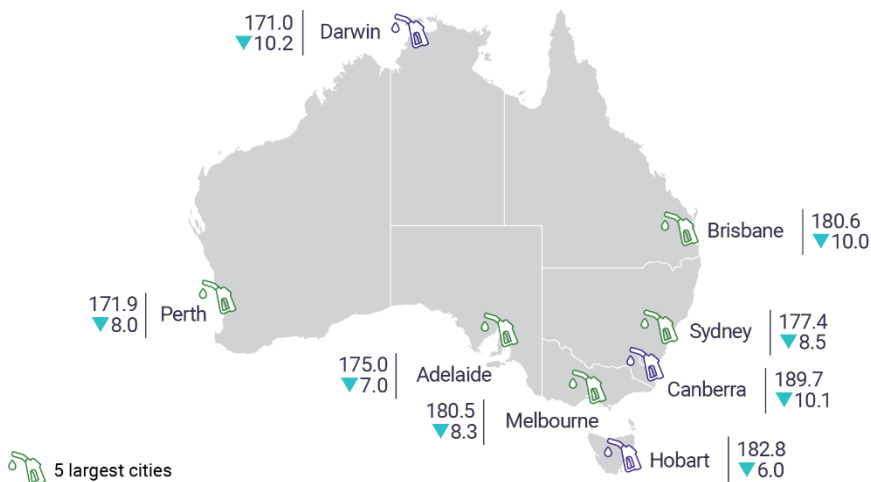 171.0
▼10.2
Darwin
Brisbane
180.6
▼10.0
171.9
▼8.0
Perth
Sydney
177.4
▼8.5
175.0
▼7.0
Adelaide
Canberra
189.7
▼10.1
180.5
▼8.3
Melbourne
Hobart
182.8
▼6.0
5 largest cities